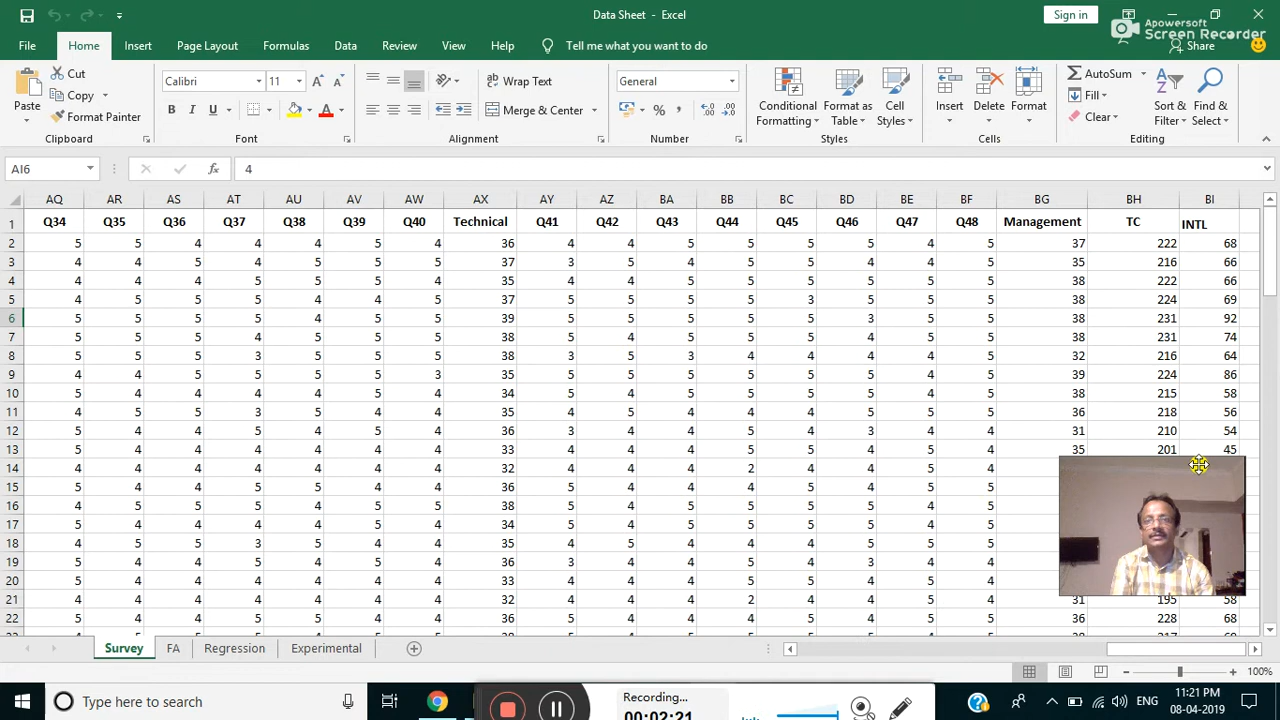 Data Sheet - Excel
Sign in
Apowersoft
Screen Recorder
File Home Insert Page Layout Formulas Data Review View Help Tell me what you want to do Share
Paste
Cut
Copy
Format Painter
Clipboard
Calibri 11
B I U A
Font
Wrap Text
Merge & Center
Alignment
General
% ,
Number
Conditional Formatting
Format as Table
Cell Styles
Styles
Insert Delete Format
Cells
AutoSum
Fill
Clear
Sort & Filter
Find & Select
Editing
AI6 fx 4
AQ AR AS AT AU AV AW AX AY AZ BA BB BC BD BE BF BG BH BI
1 Q34 Q35 Q36 Q37 Q38 Q39 Q40 Technical Q41 Q42 Q43 Q44 Q45 Q46 Q47 Q48 Management TC INTL
2 5 5 4 4 4 5 4 36 4 4 5 5 5 5 4 5 37 222 68
3 4 4 4 5 4 5 5 37 3 5 4 5 5 4 4 5 35 216 66
4 4 4 5 5 4 4 5 35 4 4 5 5 5 5 5 5 38 222 66
5 4 5 5 5 4 4 5 37 5 5 5 5 3 5 5 5 38 224 69
6 5 5 5 5 4 5 5 39 5 5 5 5 5 3 5 5 38 231 92
7 5 5 5 4 5 5 5 38 5 4 5 5 5 4 5 5 38 231 74
8 5 5 5 3 5 5 5 38 3 5 3 4 4 4 4 5 32 216 64
9 4 4 5 5 5 5 3 35 5 5 5 5 5 5 4 5 39 224 86
10 5 4 4 4 4 5 4 34 5 4 5 5 5 5 4 5 38 215 58
11 4 5 5 3 5 4 4 35 4 4 5 5 4 5 4 5 36 218 56
12 5 5 4 4 5 4 5 36 3 4 4 5 4 3 4 4 31 210 54
13 5 4 4 4 4 4 4 33 4 4 4 5 5 4 5 4 35 201 45
14 4 4 4 4 4 4 4 32 4 4 4 2 4 4 5 4
15 5 4 4 5 5 4 4 36 5 4 4 4 5 5 4 5
16 4 5 5 4 5 5 5 38 5 4 4 5 4 5 4 5
17 5 4 4 4 5 4 4 34 5 4 4 5 4 5 4 5
18 4 5 5 3 5 4 4 35 4 5 4 5 4 5 4 5
19 5 4 4 5 4 5 4 36 3 4 4 5 5 3 4 5
20 5 4 4 4 4 4 4 33 4 4 4 5 4 4 5 4
21 4 4 4 4 4 4 4 32 4 4 4 2 4 4 5 4 31 195 58
22 5 4 4 5 5 4 4 36 5 4 4 4 5 5 4 5 36 228 68
Survey FA Regression Experimental
100%
Type here to search
Recording...
00:02:21
ENG
11:21 PM
08-04-2019